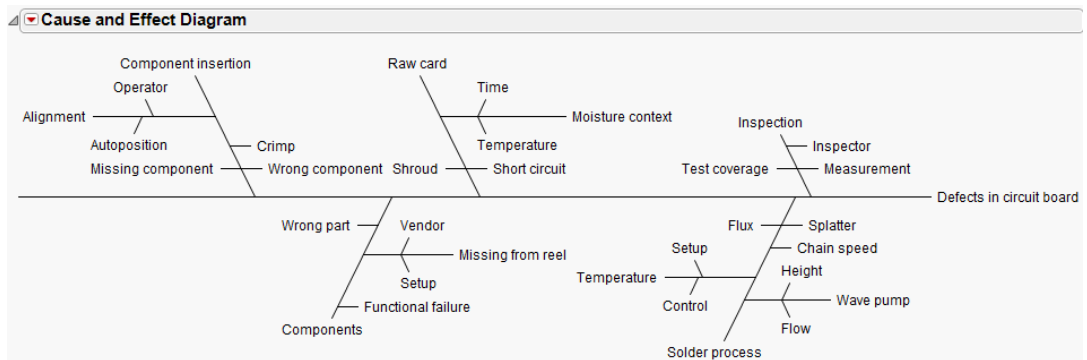 Cause and Effect Diagram
Component insertion
Operator
Alignment
Autoposition
Crimp
Missing component
Wrong component
Raw card
Time
Moisture context
Temperature
Shroud
Short circuit
Inspection
Inspector
Test coverage
Measurement
Defects in circuit board
Wrong part
Vendor
Missing from reel
Setup
Functional failure
Components
Flux
Splatter
Chain speed
Setup
Temperature
Control
Height
Wave pump
Flow
Solder process